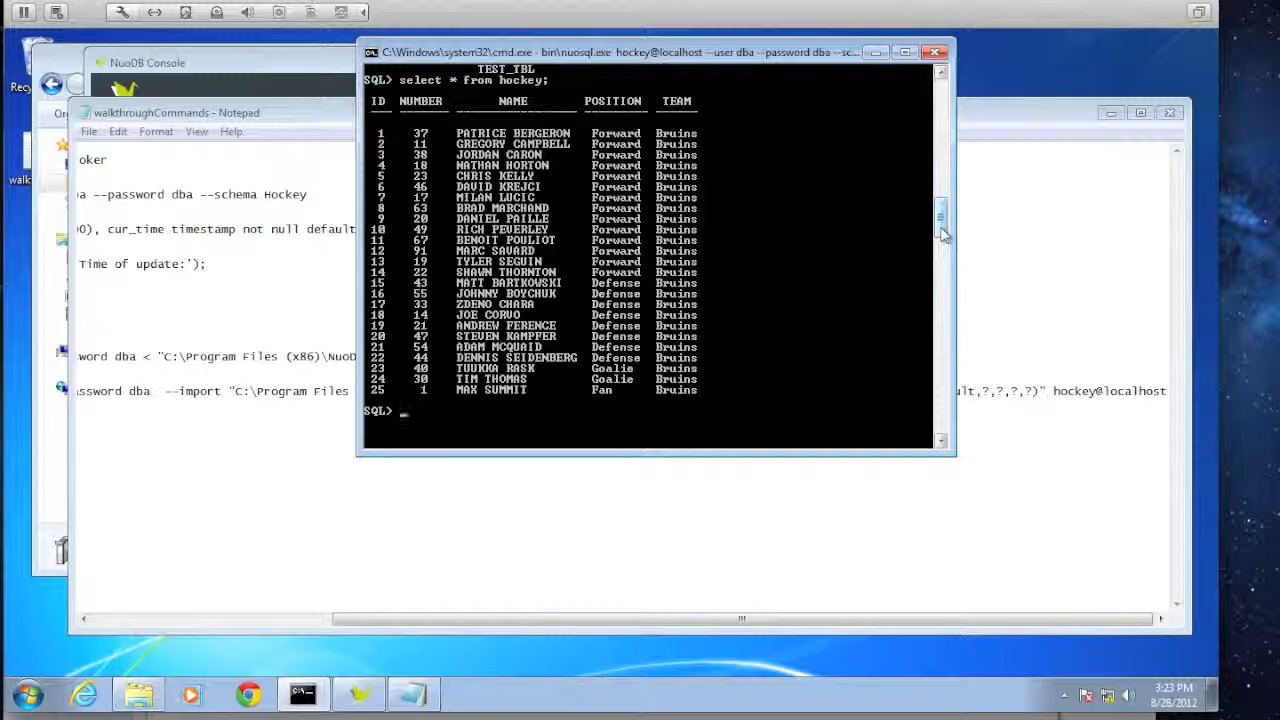 Recy
NuoDB Console
C:\Windows\system32\cmd.exe - bin\nuosql.exe hockey@localhost --user dba --password dba --sc...
TEST_TBL
SQL> select * from hockey;
ID NUMBER NAME POSITION TEAM
1 37 PATRICE BERGERON Forward Bruins
2 11 GREGORY CAMPBELL Forward Bruins
3 38 JORDAN CARON Forward Bruins
4 18 NATHAN HORTON Forward Bruins
5 23 CHRIS KELLY Forward Bruins
6 46 DAVID KREJCI Forward Bruins
7 17 MILAN LUCIC Forward Bruins
8 63 BRAD MARCHAND Forward Bruins
9 20 DANIEL PAILLE Forward Bruins
10 49 RICH PEVERLEY Forward Bruins
11 67 BENOIT POULIOT Forward Bruins
12 91 MARC SAVARD Forward Bruins
13 19 TYLER SEGUIN Forward Bruins
14 22 SHAWN THORNTON Forward Bruins
15 43 MATT BARTKOWSKI Defense Bruins
16 55 JOHNNY BOYCHUK Defense Bruins
17 33 ZDENO CHARA Defense Bruins
18 14 JOE CORVO Defense Bruins
19 21 ANDREW FERENCE Defense Bruins
20 47 STEVEN KAMPFER Defense Bruins
21 54 ADAM MCQUAID Defense Bruins
22 44 DENNIS SEIDENBERG Defense Bruins
23 40 TUUKKA RASK Goalie Bruins
24 30 TIM THOMAS Goalie Bruins
25 1 MAX SUMMIT Fan Bruins
SQL> _
Or
walk
walkthroughCommands - Notepad
File Edit Format View Help
oker
a --password dba --schema Hockey
00), cur_time timestamp not null default
Time of update:');
sword dba < "C:\Program Files (x86)\NuoD
assword dba --import "C:\Program Files ult,?,?,?,?)" hockey@localhost
3:23 PM
8/28/2012